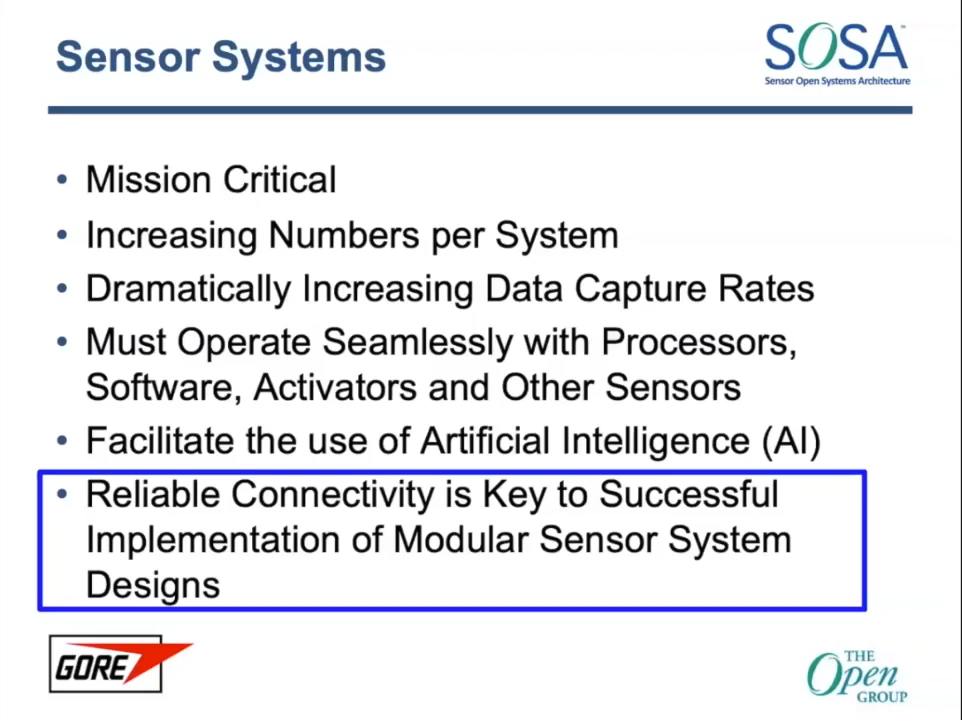 Sensor Systems
SOSA™
Sensor Open Systems Architecture
• Mission Critical
• Increasing Numbers per System
• Dramatically Increasing Data Capture Rates
• Must Operate Seamlessly with Processors,
Software, Activators and Other Sensors
• Facilitate the use of Artificial Intelligence (AI)
• Reliable Connectivity is Key to Successful
Implementation of Modular Sensor System
Designs
GORE
THE
Open
GROUP